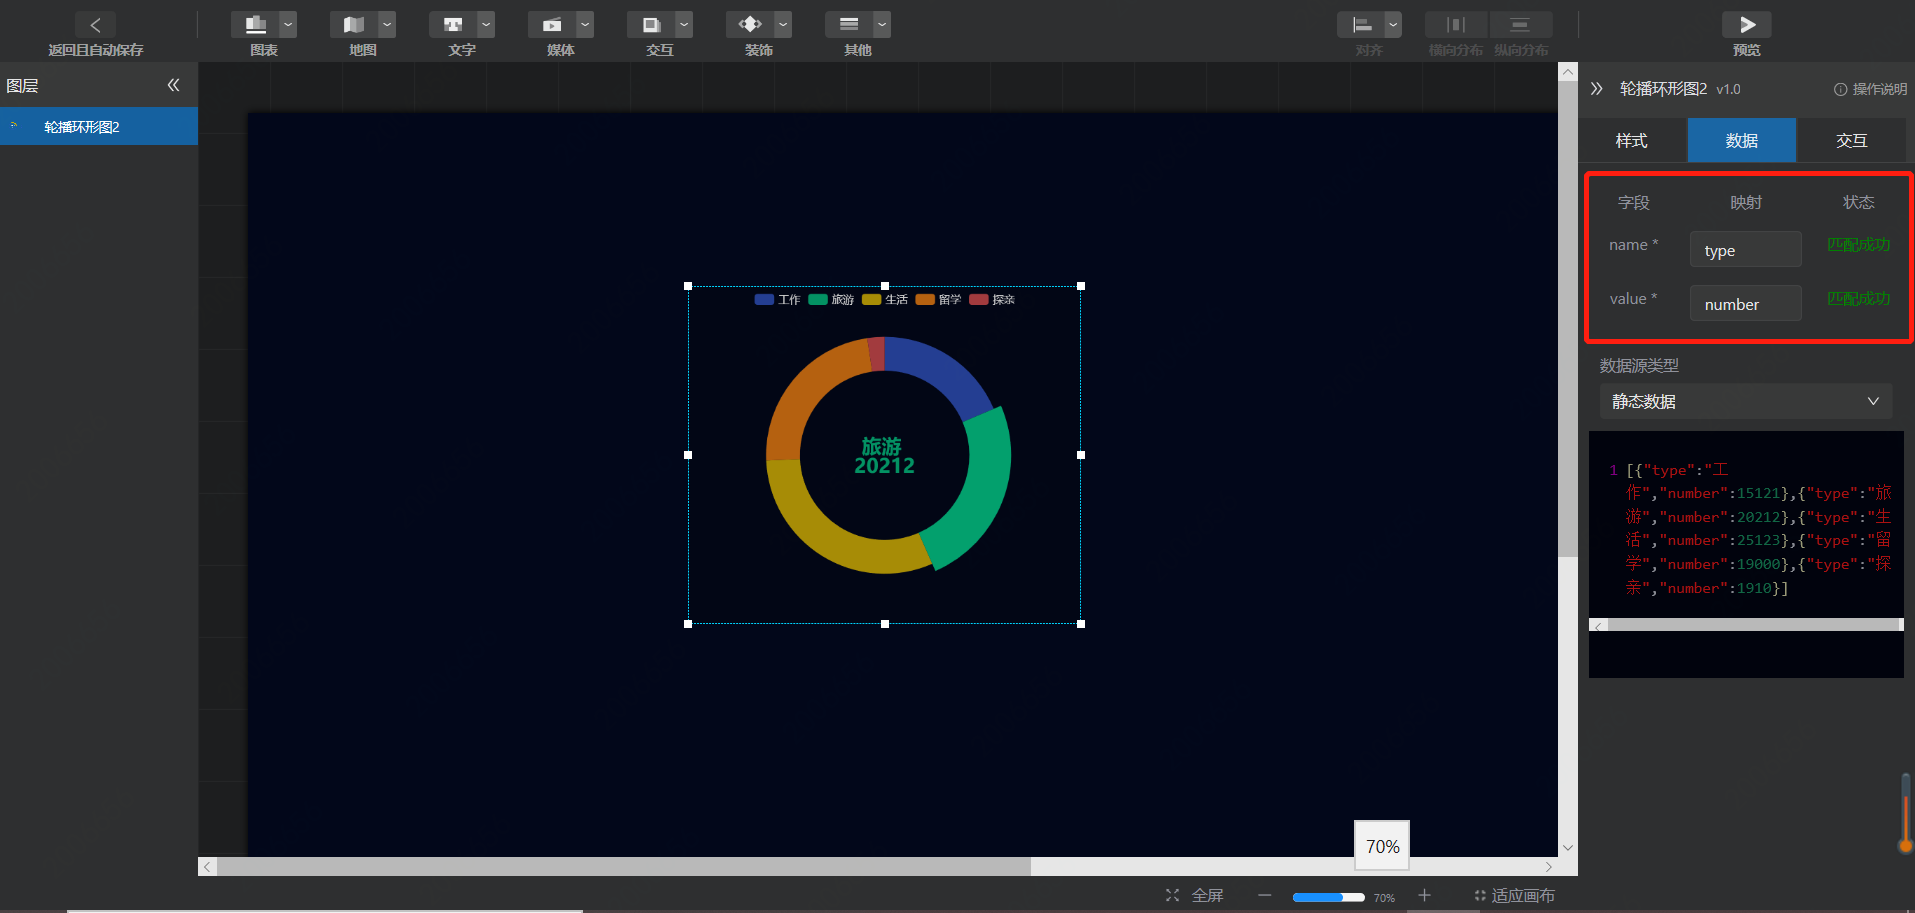 返回且自动保存
图表
地图
文字
媒体
交互
装饰
其他
对齐
横向分布
纵向分布
预览
图层
轮播环形图2
轮播环形图2 v1.0
操作说明
样式
数据
交互
字段 映射 状态
name * type 匹配成功
value * number 匹配成功
数据源类型
静态数据
1 [{"type":"工
作","number":15121},{"type":"旅
游","number":20212},{"type":"生
活","number":25123},{"type":"留
学","number":19000},{"type":"探
亲","number":1910}]
工作 旅游 生活 留学 探亲
旅游
20212
70%
全屏
70%
适应画布